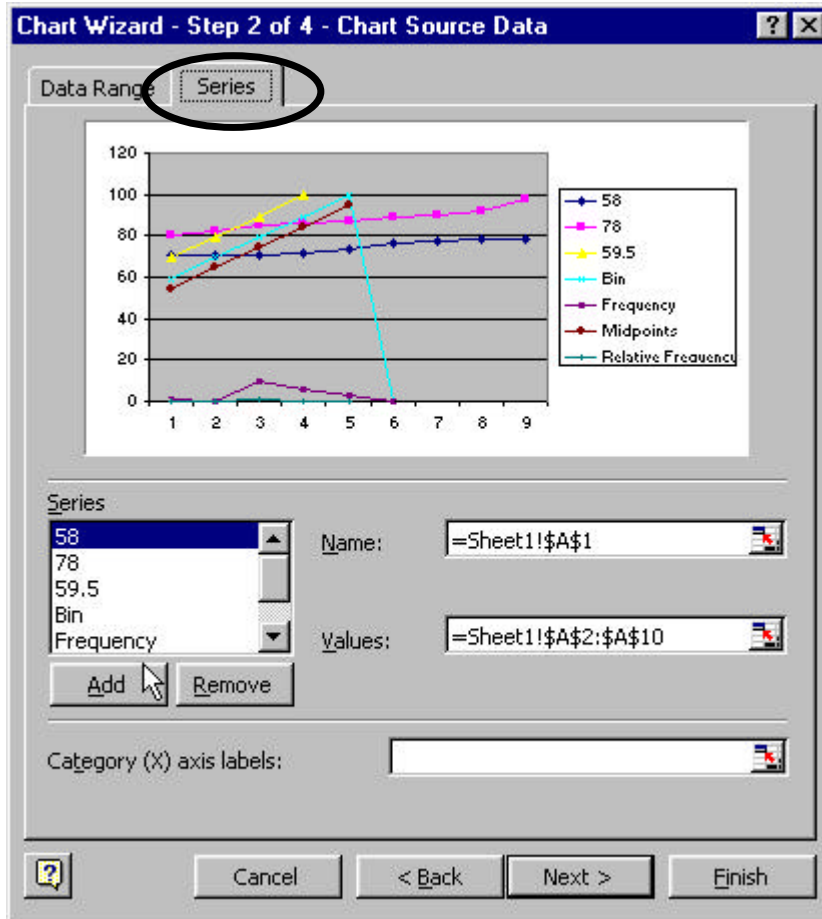 Chart Wizard - Step 2 of 4 - Chart Source Data
Data Range
Series
120
100
80
60
40
20
0
1 2 3 4 5 6 7 8 9
58
78
59.5
Bin
Frequency
Midpoints
Relative Frequency
Series
58
78
59.5
Bin
Frequency
Name:
=Sheet1!$A$1
Values:
=Sheet1!$A$2:$A$10
Add
Remove
Category (X) axis labels:
Cancel
< Back
Next >
Finish